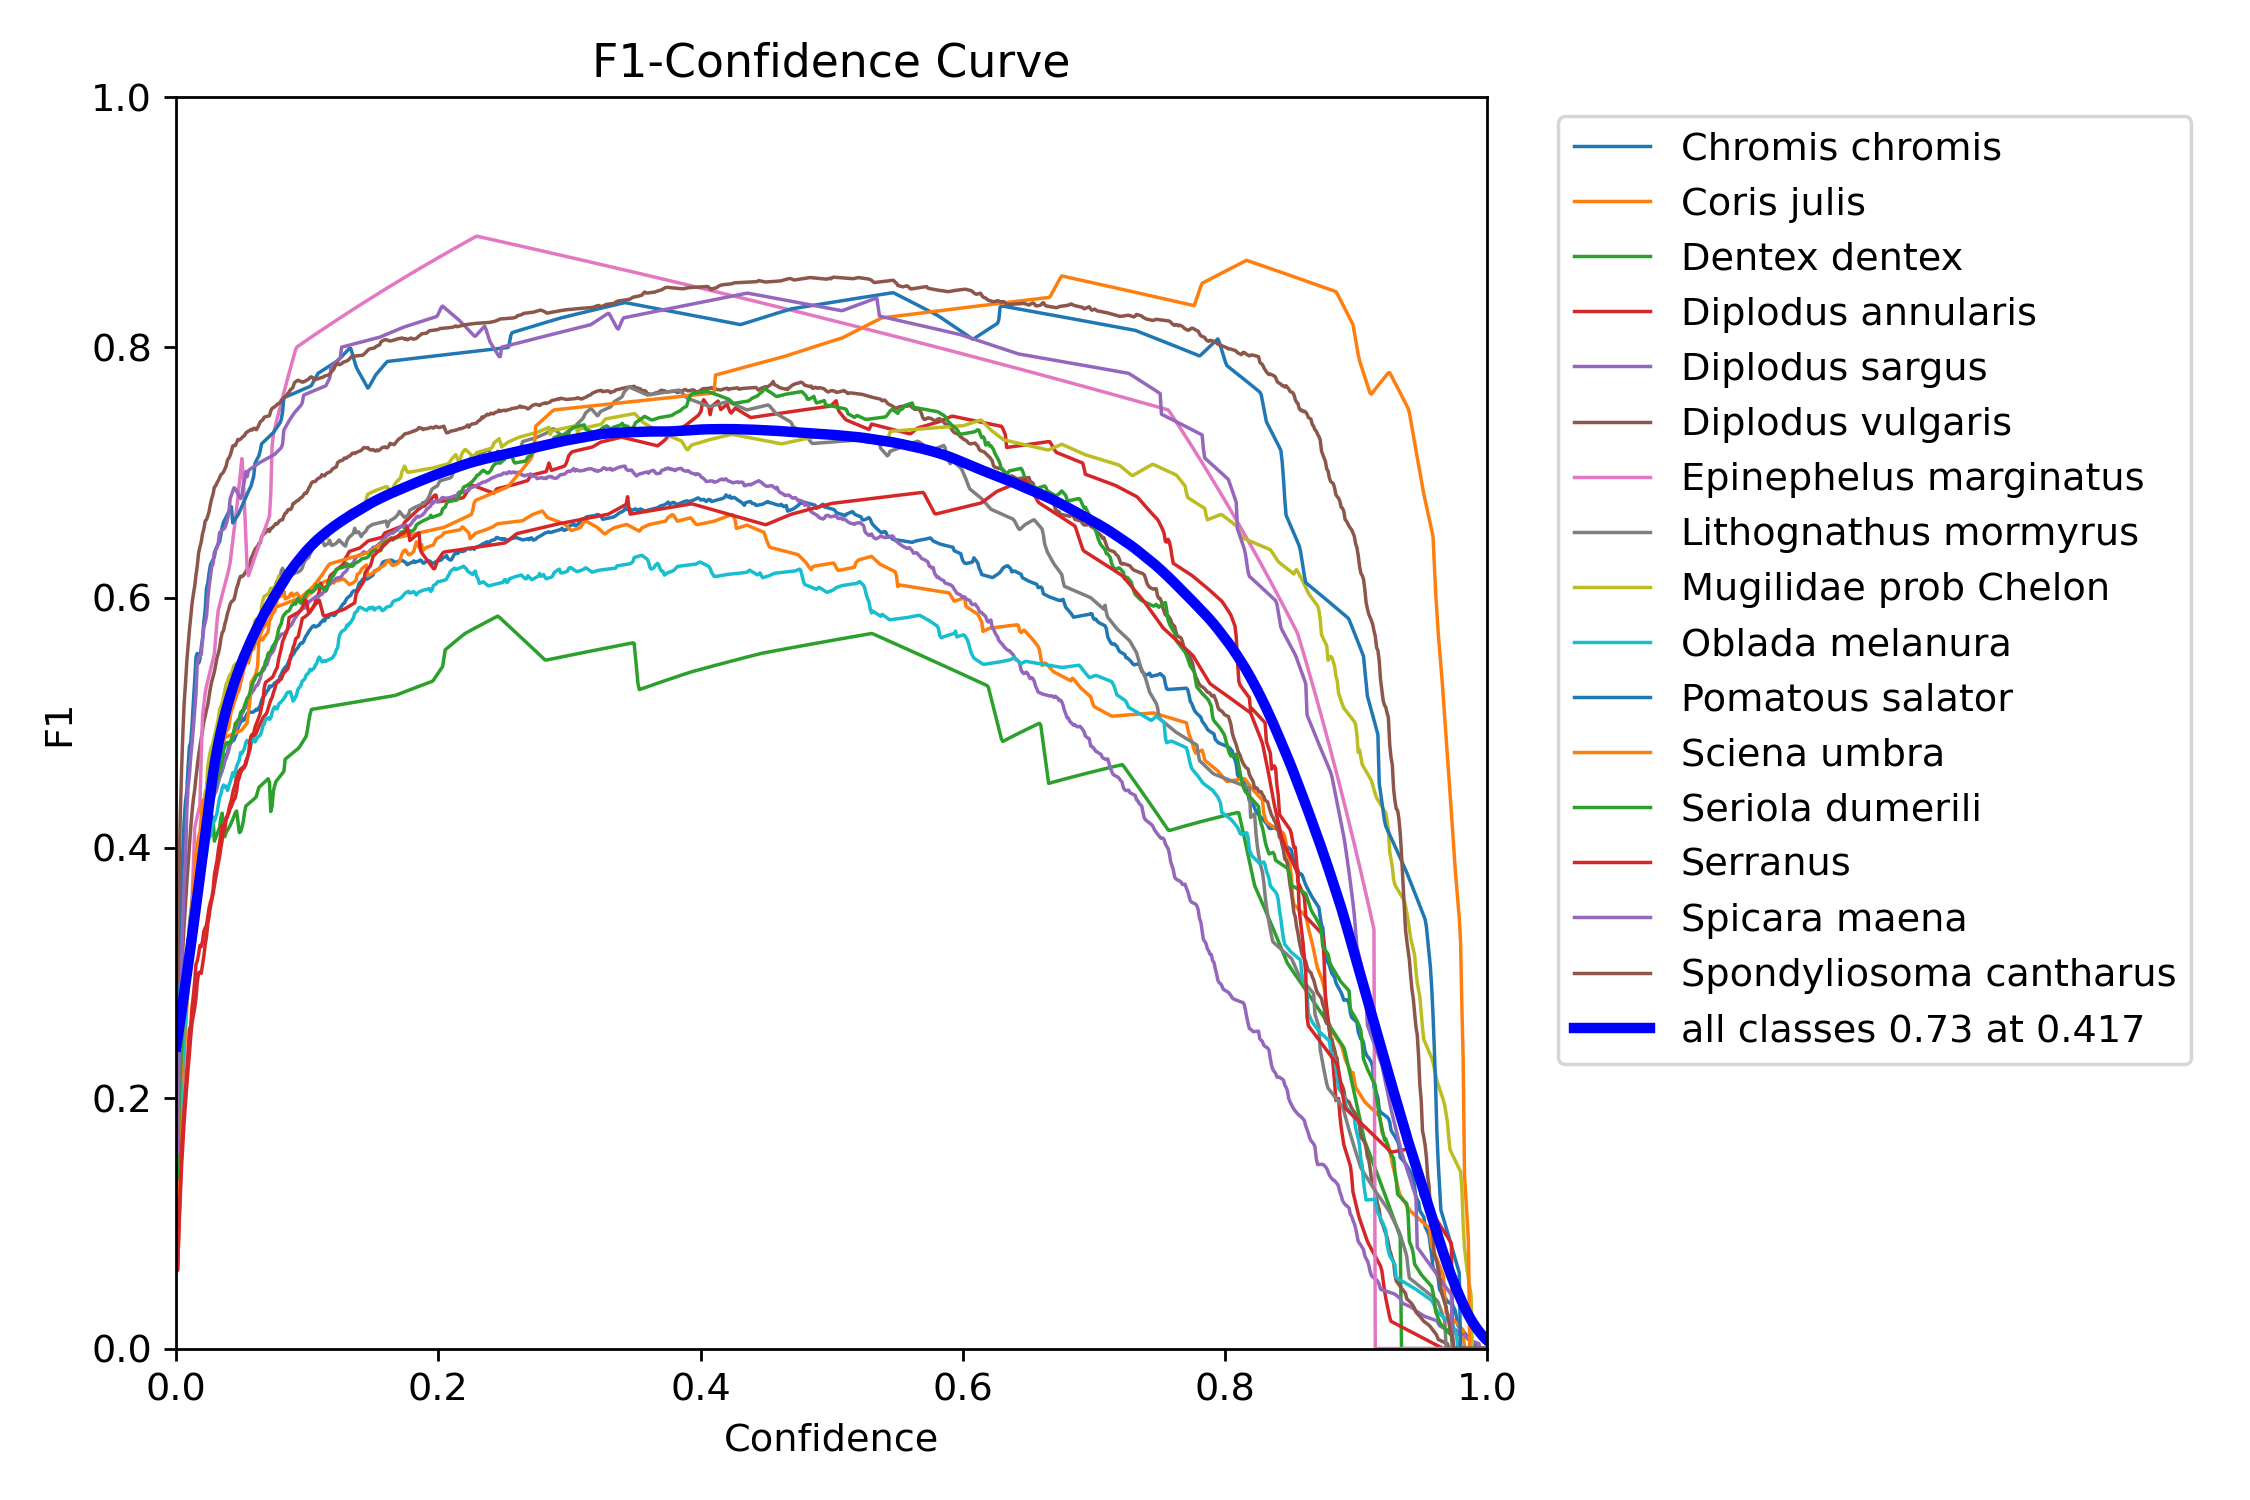 F1-Confidence Curve
1.0
0.8
0.6
0.4
0.2
0.0
F1
0.0 0.2 0.4 0.6 0.8 1.0
Confidence
Chromis chromis
Coris julis
Dentex dentex
Diplodus annularis
Diplodus sargus
Diplodus vulgaris
Epinephelus marginatus
Lithognathus mormyrus
Mugilidae prob Chelon
Oblada melanura
Pomatous salator
Sciena umbra
Seriola dumerili
Serranus
Spicara maena
Spondyliosoma cantharus
all classes 0.73 at 0.417